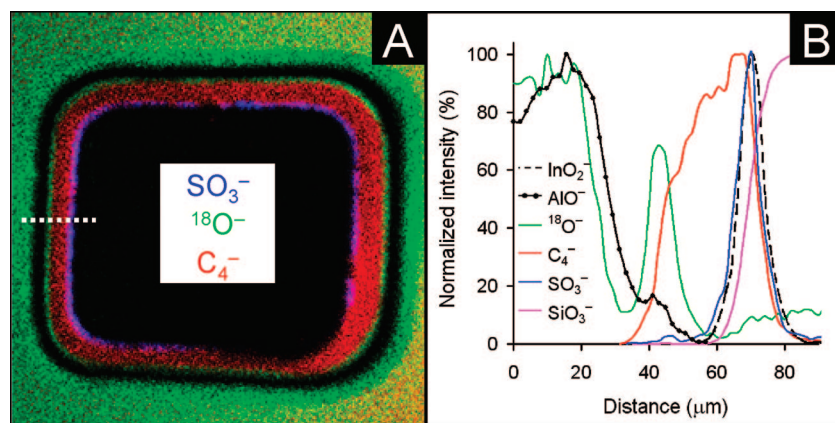 A
SO₃⁻
¹⁸O⁻
C₄⁻
B
Normalized intensity (%)
100
80
60
40
20
0
InO₂⁻
AlO⁻
¹⁸O⁻
C₄⁻
SO₃⁻
SiO₃⁻
0 20 40 60 80
Distance (μm)